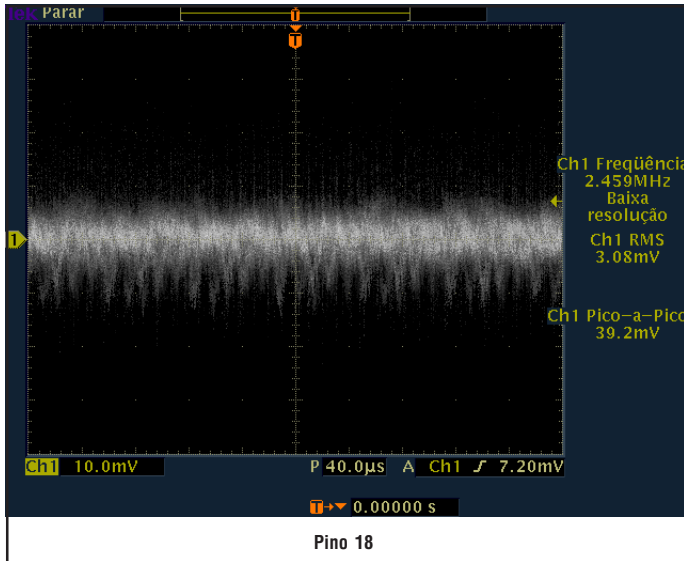 Parar
T
T
Ch1 Freqüência
2.459MHz
Baixa
resolução
Ch1 RMS
3.08mV
Ch1 Pico-a-Pico
39.2mV
1
Ch1 10.0mV P 40.0µs A Ch1 7.20mV
T 0.00000 s
Pino 18